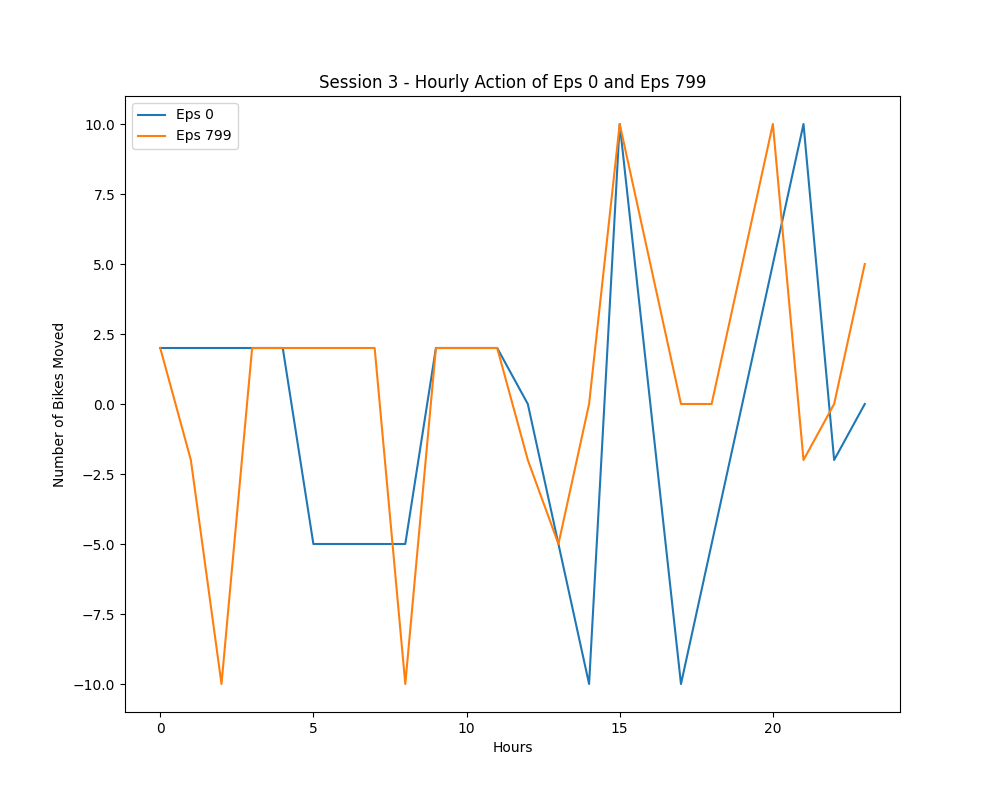 Session 3 - Hourly Action of Eps 0 and Eps 799
Eps 0
Eps 799
10.0
7.5
5.0
2.5
0.0
−2.5
−5.0
−7.5
−10.0
Number of Bikes Moved
0
5
10
15
20
Hours